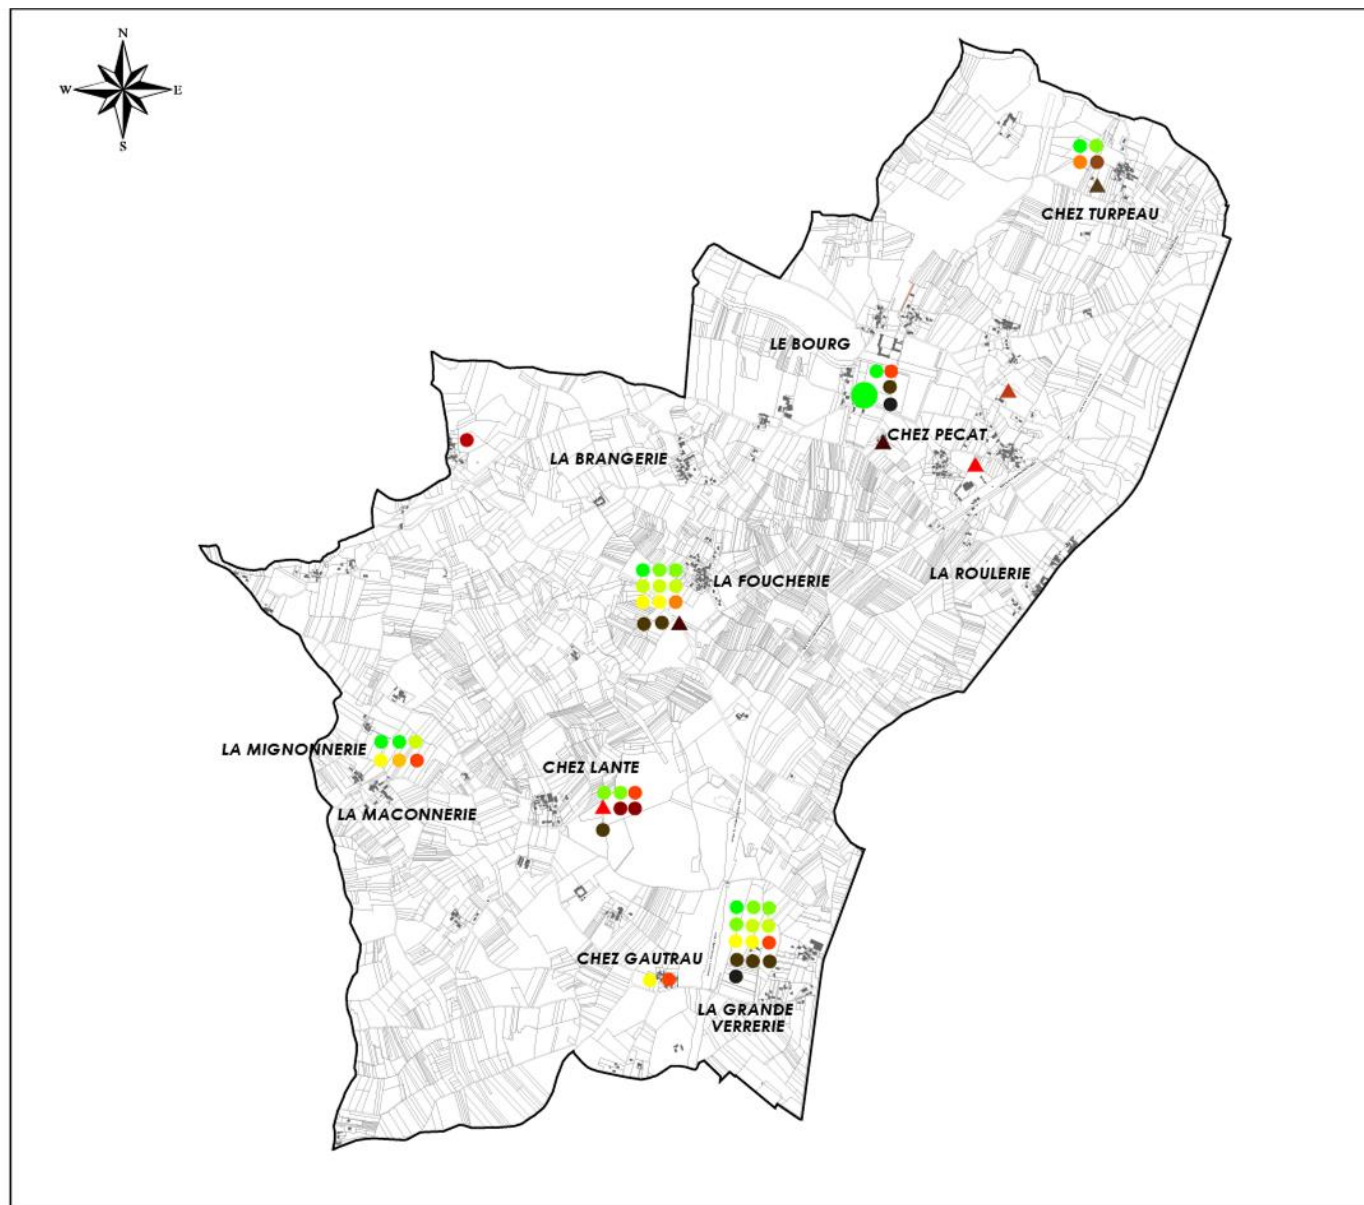 N
W E
S
CHEZ TURPEAU
LE BOURG
CHEZ PECAT
LA BRANGERIE
LA ROULERIE
LA FOUCHERIE
LA MIGNONNERIE
CHEZ LANTE
LA MACONNERIE
CHEZ GAUTRAU
LA GRANDE
VERRERIE